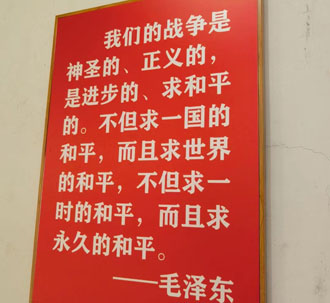 我们的战争是
神圣的、正义的，
是进步的、求和平
的。不但求一国的
和平，而且求世界
的和平，不但求一
时的和平，而且求
永久的和平。
——毛泽东